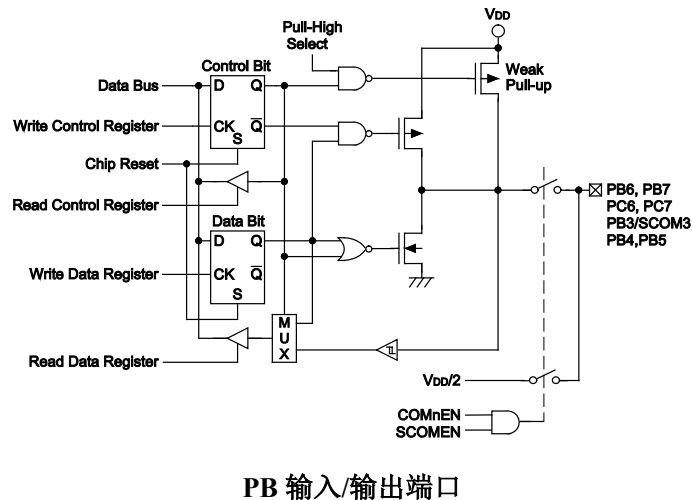 VDD
Pull-High
Select
Control Bit
Weak
Pull-up
Data Bus
D
Q
Write Control Register
CK
Q
S
Chip Reset
PB6, PB7
PC6, PC7
PB3/SCOM3
PB4,PB5
Read Control Register
Data Bit
D
Q
Write Data Register
CK
Q
S
M
U
X
Read Data Register
VDD/2
COMnEN
SCOMEN
PB 输入/输出端口